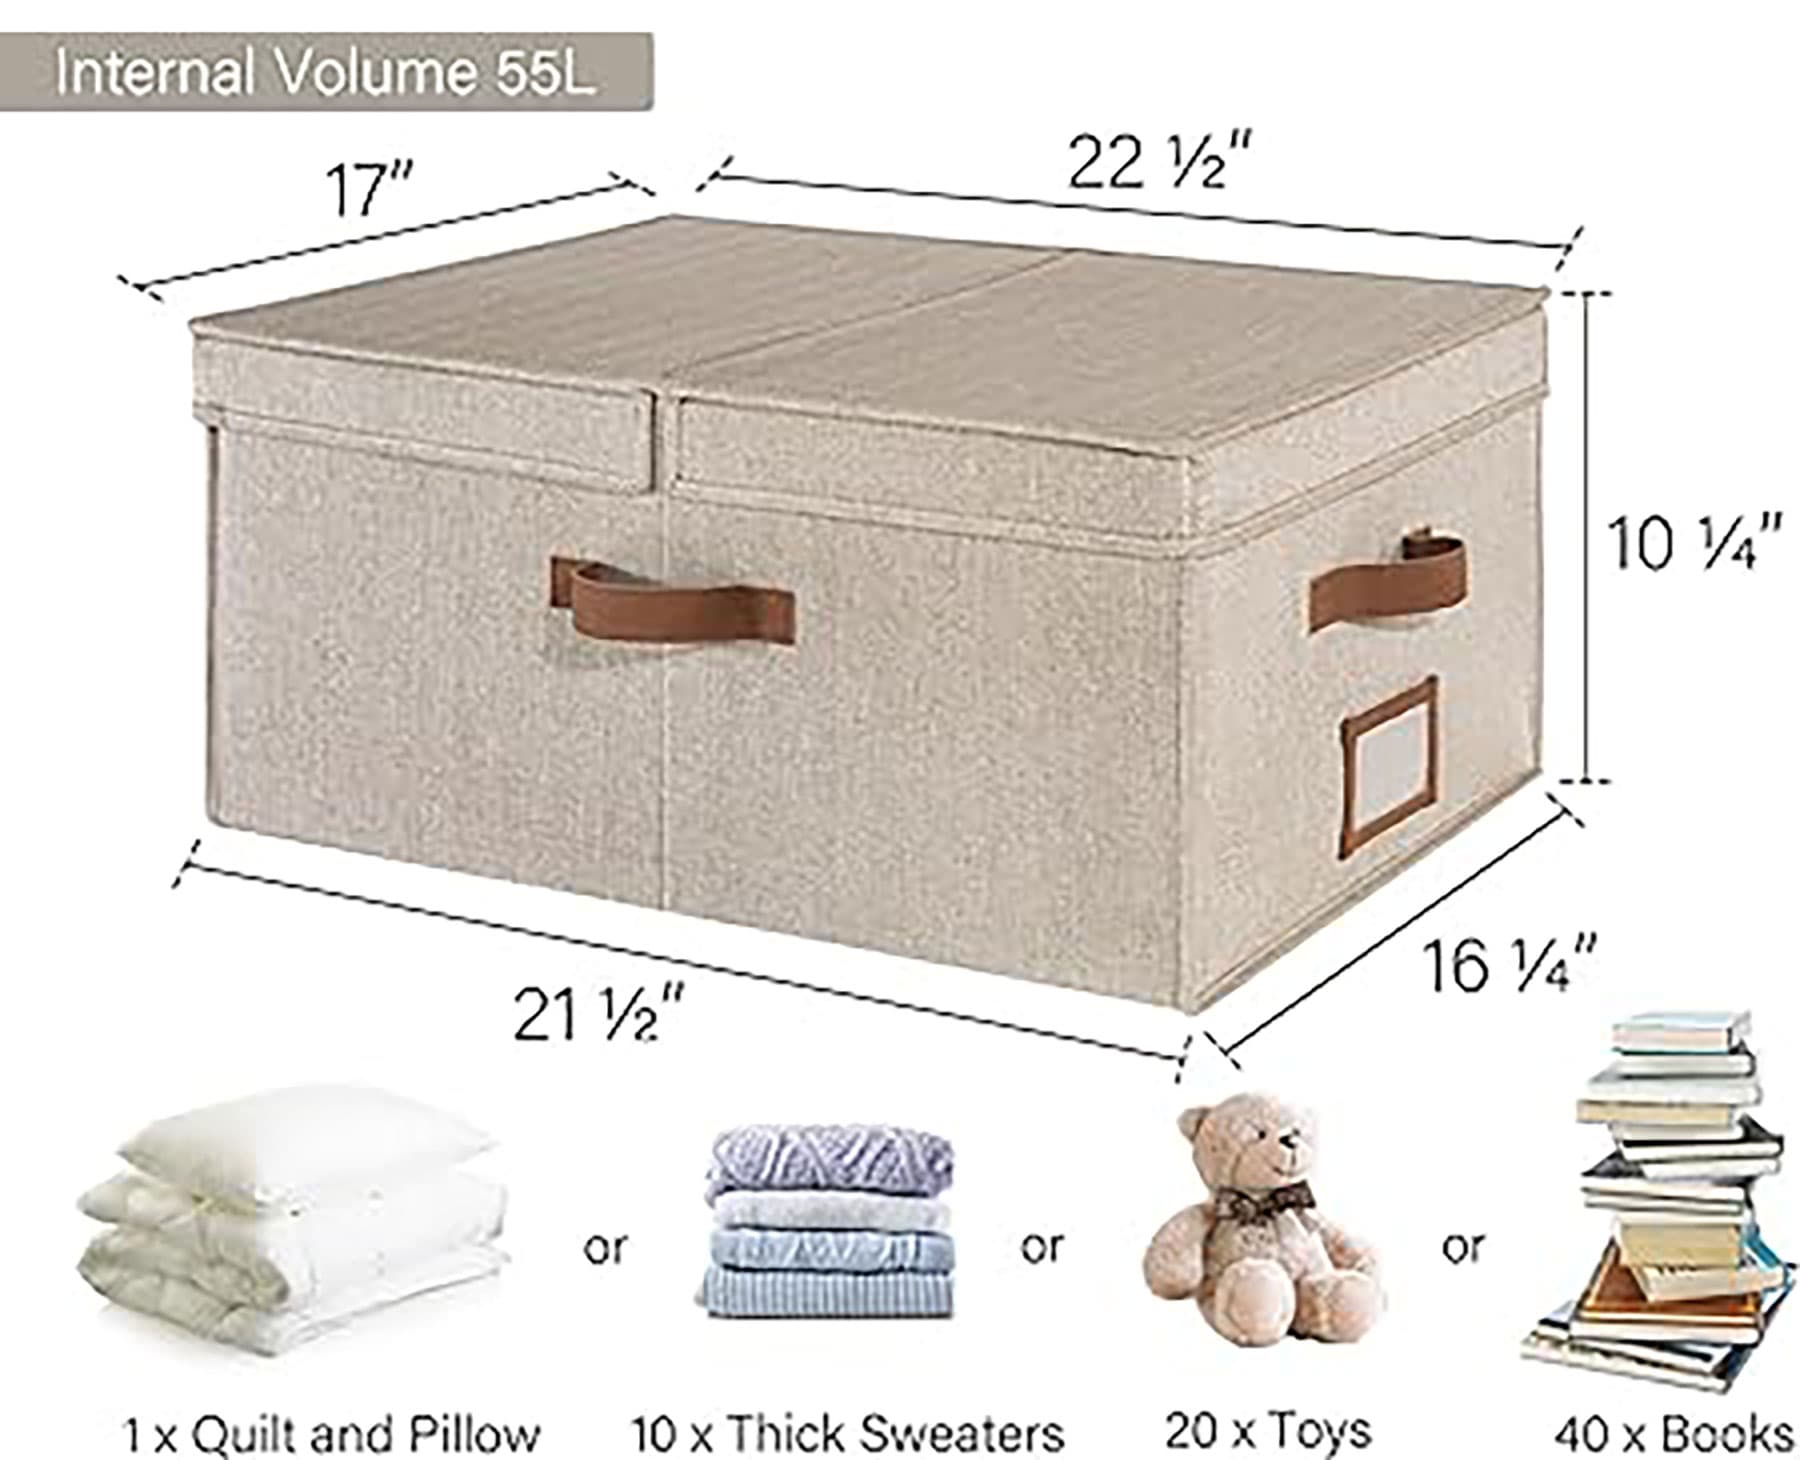 Internal Volume 55L
17"
22 ½"
10 ¼"
16 ¼"
21 ½"
or
or
or
1 x Quilt and Pillow
10 x Thick Sweaters
20 x Toys
40 x Books